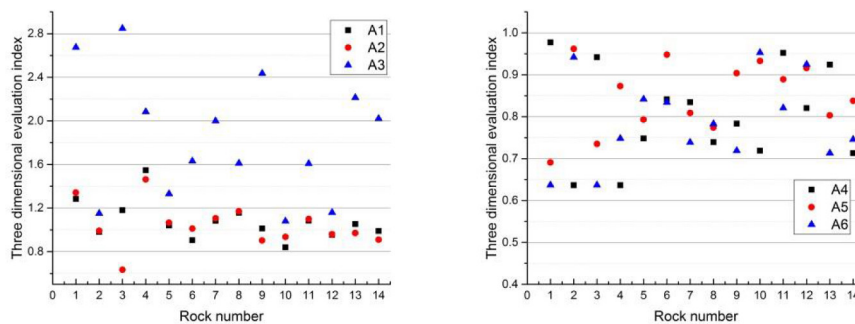 2.8
2.4
2.0
1.6
1.2
0.8
Three dimensional evaluation index
A1
A2
A3
0 1 2 3 4 5 6 7 8 9 10 11 12 13 14
Rock number
1.0
0.9
0.8
0.7
0.6
0.5
0.4
Three dimensional evaluation index
A4
A5
A6
0 1 2 3 4 5 6 7 8 9 10 11 12 13 14
Rock number